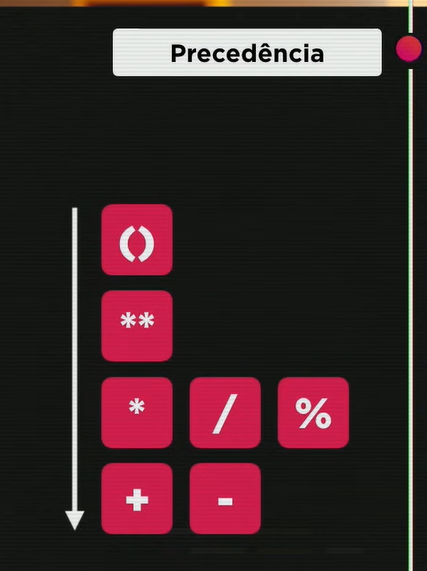 Precedência
()
**
* / %
+ -